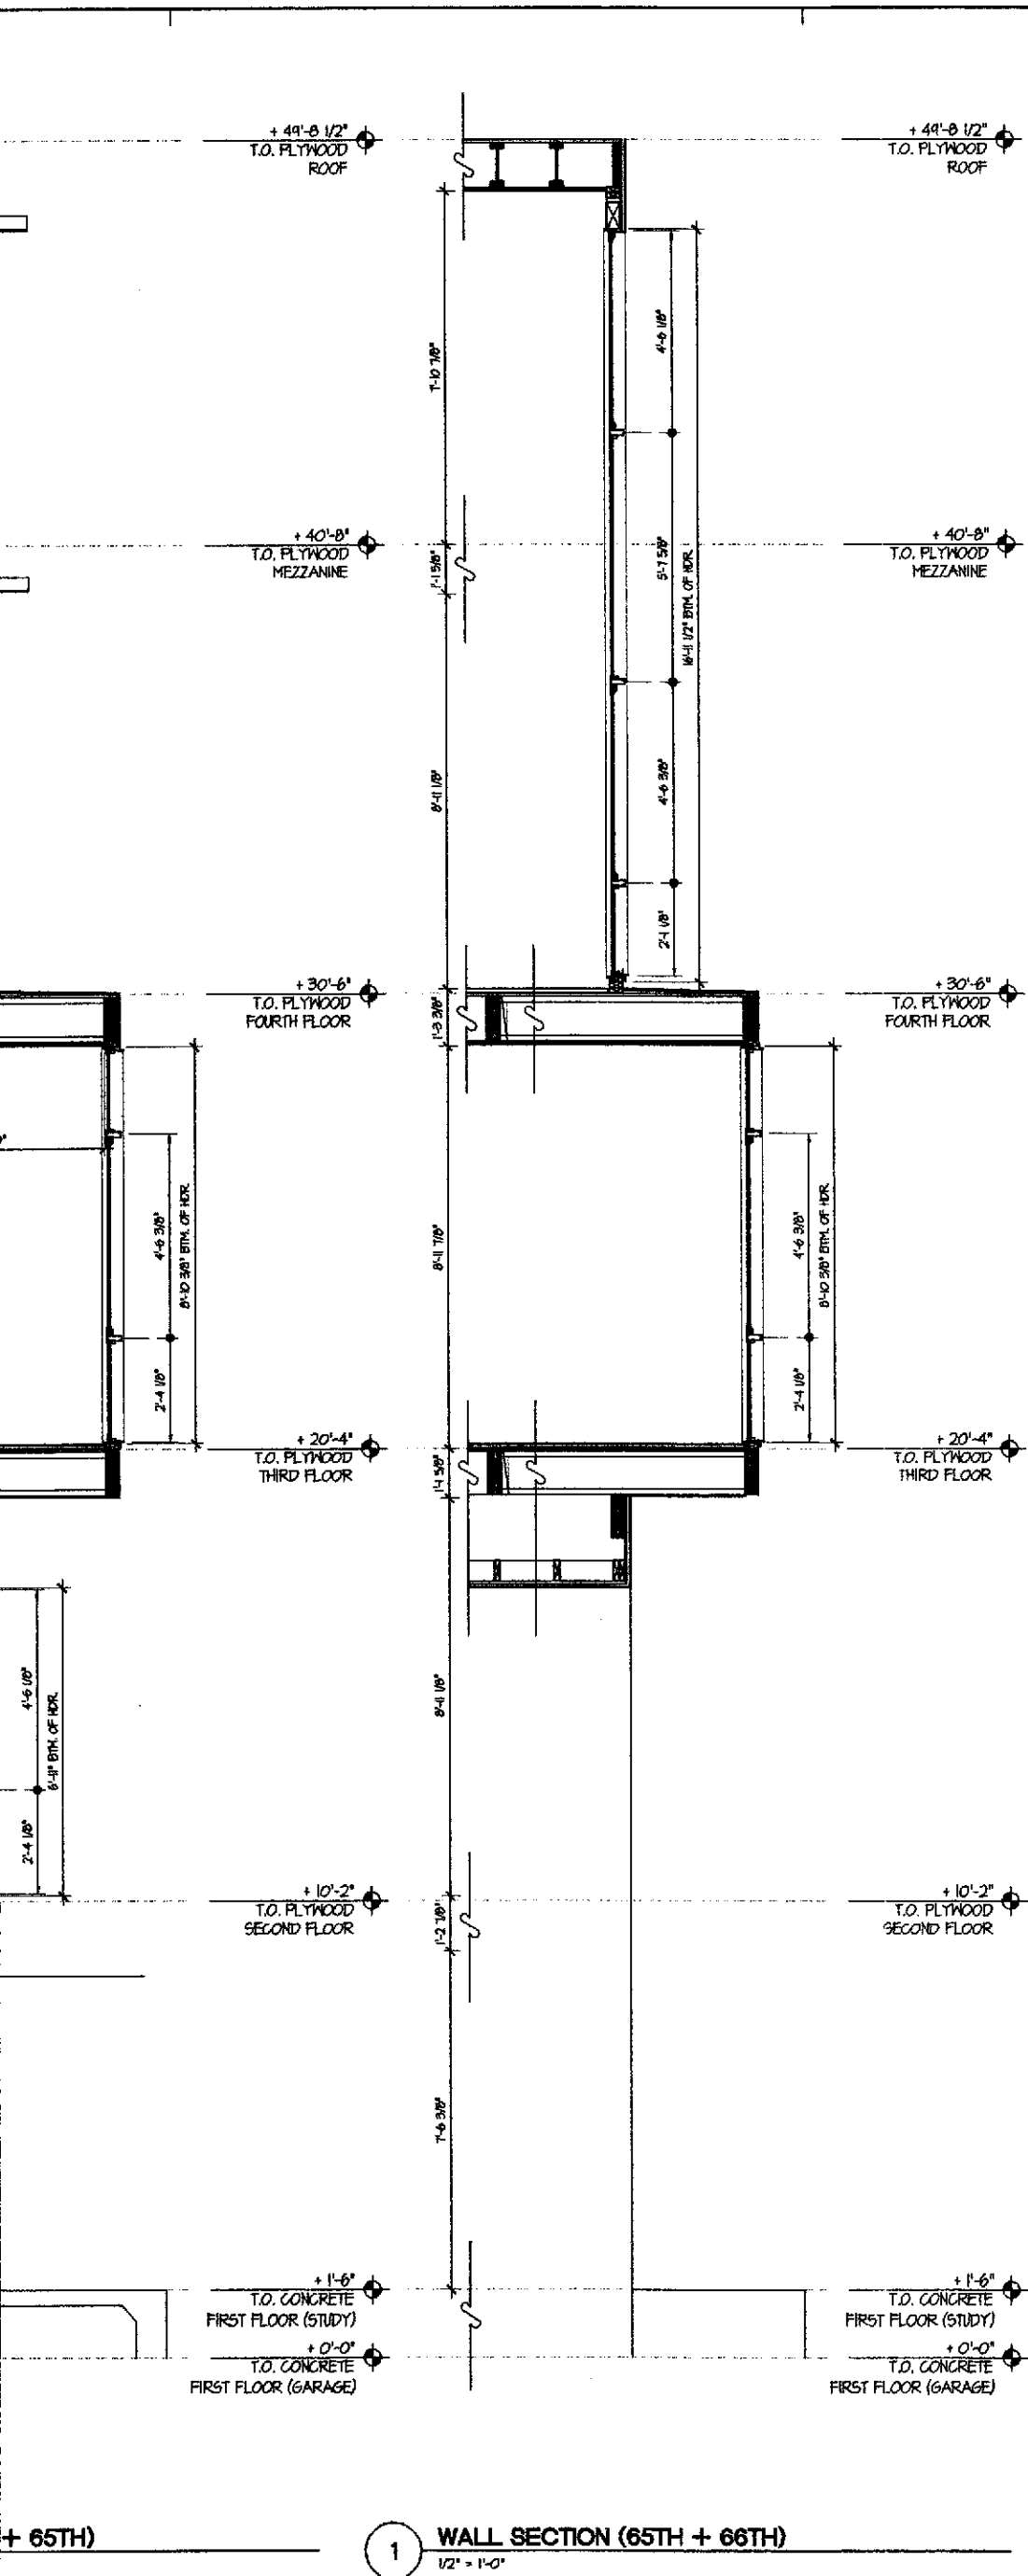 + 49'-8 1/2"
T.O. PLYWOOD
ROOF
+ 49'-8 1/2"
T.O. PLYWOOD
ROOF
4'-6 1/8"
7'-10 7/8"
+ 40'-8"
T.O. PLYWOOD
MEZZANINE
1'-1 5/8"
5'-7 5/8"
16'-11 1/2" BTM. OF HDR.
+ 40'-8"
T.O. PLYWOOD
MEZZANINE
8'-11 1/8"
4'-6 3/8"
2'-1 1/8"
+ 30'-6"
T.O. PLYWOOD
FOURTH FLOOR
1'-3 3/8"
+ 30'-6"
T.O. PLYWOOD
FOURTH FLOOR
4'-6 3/8"
8'-10 3/8" BTM. OF HDR.
8'-11 7/8"
4'-6 3/8"
8'-10 3/8" BTM. OF HDR.
2'-4 1/8"
2'-4 1/8"
+ 20'-4"
T.O. PLYWOOD
THIRD FLOOR
1'-1 5/8"
+ 20'-4"
T.O. PLYWOOD
THIRD FLOOR
4'-6 1/8"
6'-11" BTM. OF HDR.
8'-11 1/8"
2'-4 1/8"
+ 10'-2"
T.O. PLYWOOD
SECOND FLOOR
1'-2 7/8"
+ 10'-2"
T.O. PLYWOOD
SECOND FLOOR
7'-6 3/8"
+ 1'-6"
T.O. CONCRETE
FIRST FLOOR (STUDY)
+ 0'-0"
T.O. CONCRETE
FIRST FLOOR (GARAGE)
+ 1'-6"
T.O. CONCRETE
FIRST FLOOR (STUDY)
+ 0'-0"
T.O. CONCRETE
FIRST FLOOR (GARAGE)
+ 65TH)
1 WALL SECTION (65TH + 66TH)
1/2" = 1'-0"